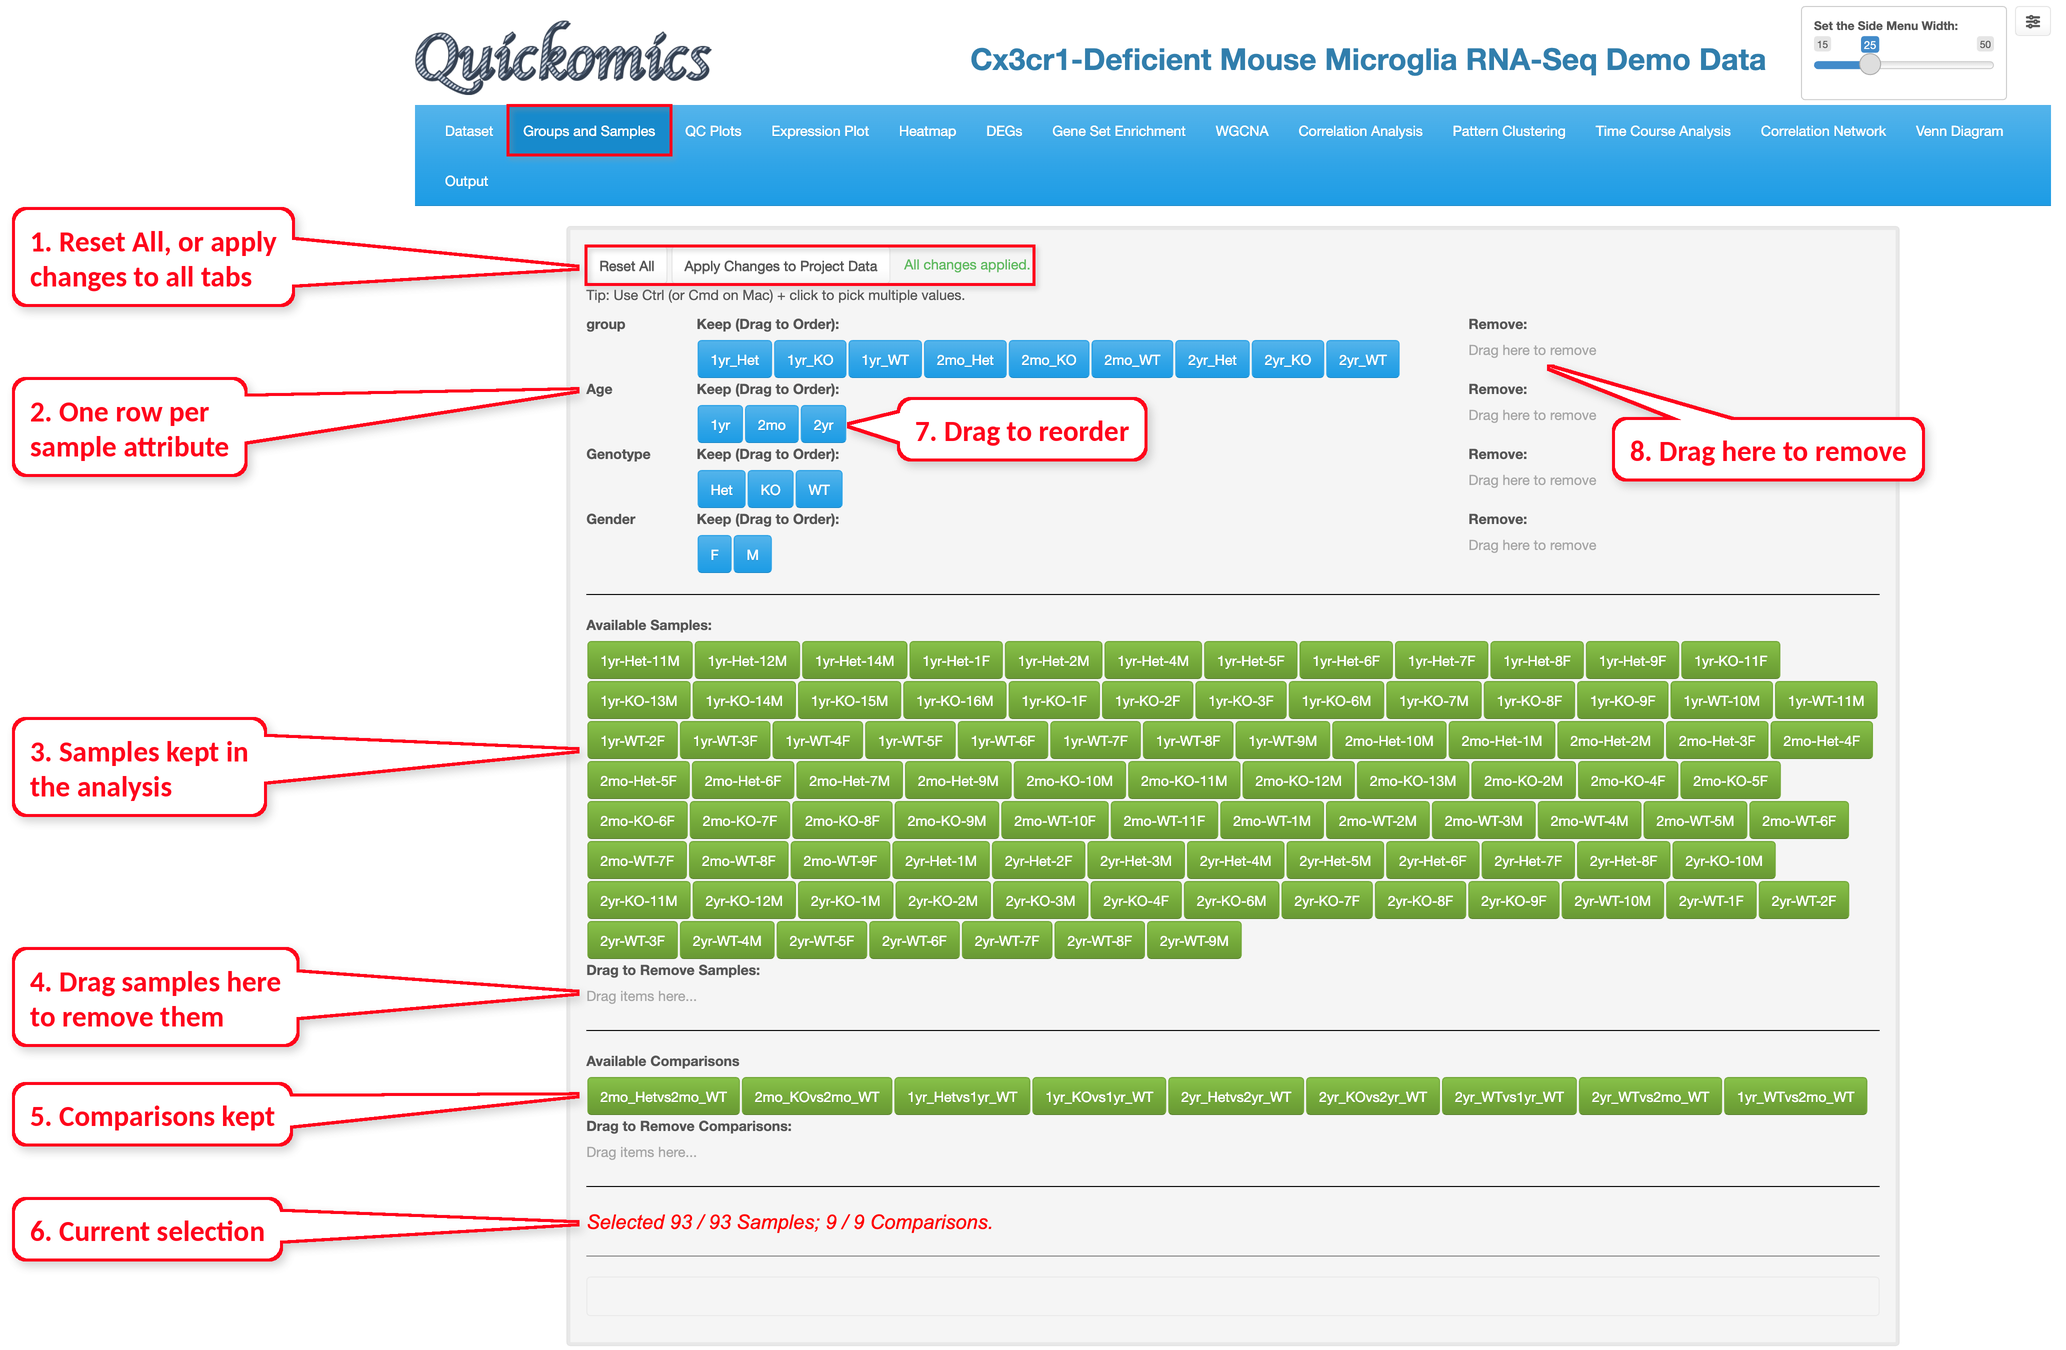 Quickomics
Cx3cr1-Deficient Mouse Microglia RNA-Seq Demo Data
Set the Side Menu Width:
15 25 50
Dataset Groups and Samples QC Plots Expression Plot Heatmap DEGs Gene Set Enrichment WGCNA Correlation Analysis Pattern Clustering Time Course Analysis Correlation Network Venn Diagram
Output
1. Reset All, or apply
changes to all tabs
Reset All Apply Changes to Project Data All changes applied.
Tip: Use Ctrl (or Cmd on Mac) + click to pick multiple values.
group Keep (Drag to Order): Remove:
1yr_Het 1yr_KO 1yr_WT 2mo_Het 2mo_KO 2mo_WT 2yr_Het 2yr_KO 2yr_WT Drag here to remove
2. One row per
sample attribute
Age Keep (Drag to Order): Remove:
1yr 2mo 2yr Drag here to remove
7. Drag to reorder
8. Drag here to remove
Genotype Keep (Drag to Order): Remove:
Het KO WT Drag here to remove
Gender Keep (Drag to Order): Remove:
F M Drag here to remove
Available Samples:
1yr-Het-11M 1yr-Het-12M 1yr-Het-14M 1yr-Het-1F 1yr-Het-2M 1yr-Het-4M 1yr-Het-5F 1yr-Het-6F 1yr-Het-7F 1yr-Het-8F 1yr-Het-9F 1yr-KO-11F
1yr-KO-13M 1yr-KO-14M 1yr-KO-15M 1yr-KO-16M 1yr-KO-1F 1yr-KO-2F 1yr-KO-3F 1yr-KO-6M 1yr-KO-7M 1yr-KO-8F 1yr-KO-9F 1yr-WT-10M 1yr-WT-11M
1yr-WT-2F 1yr-WT-3F 1yr-WT-4F 1yr-WT-5F 1yr-WT-6F 1yr-WT-7F 1yr-WT-8F 1yr-WT-9M 2mo-Het-10M 2mo-Het-1M 2mo-Het-2M 2mo-Het-3F 2mo-Het-4F
3. Samples kept in
the analysis
2mo-Het-5F 2mo-Het-6F 2mo-Het-7M 2mo-Het-9M 2mo-KO-10M 2mo-KO-11M 2mo-KO-12M 2mo-KO-13M 2mo-KO-2M 2mo-KO-4F 2mo-KO-5F
2mo-KO-6F 2mo-KO-7F 2mo-KO-8F 2mo-KO-9M 2mo-WT-10F 2mo-WT-11F 2mo-WT-1M 2mo-WT-2M 2mo-WT-3M 2mo-WT-4M 2mo-WT-5M 2mo-WT-6F
2mo-WT-7F 2mo-WT-8F 2mo-WT-9F 2yr-Het-1M 2yr-Het-2F 2yr-Het-3M 2yr-Het-4M 2yr-Het-5M 2yr-Het-6F 2yr-Het-7F 2yr-Het-8F 2yr-KO-10M
2yr-KO-11M 2yr-KO-12M 2yr-KO-1M 2yr-KO-2M 2yr-KO-3M 2yr-KO-4F 2yr-KO-6M 2yr-KO-7F 2yr-KO-8F 2yr-KO-9F 2yr-WT-10M 2yr-WT-1F 2yr-WT-2F
2yr-WT-3F 2yr-WT-4M 2yr-WT-5F 2yr-WT-6F 2yr-WT-7F 2yr-WT-8F 2yr-WT-9M
4. Drag samples here
to remove them
Drag to Remove Samples:
Drag items here...
Available Comparisons
5. Comparisons kept
2mo_Hetvs2mo_WT 2mo_KOvs2mo_WT 1yr_Hetvs1yr_WT 1yr_KOvs1yr_WT 2yr_Hetvs2yr_WT 2yr_KOvs2yr_WT 2yr_WTvs1yr_WT 2yr_WTvs2mo_WT 1yr_WTvs2mo_WT
Drag to Remove Comparisons:
Drag items here...
6. Current selection
Selected 93 / 93 Samples; 9 / 9 Comparisons.